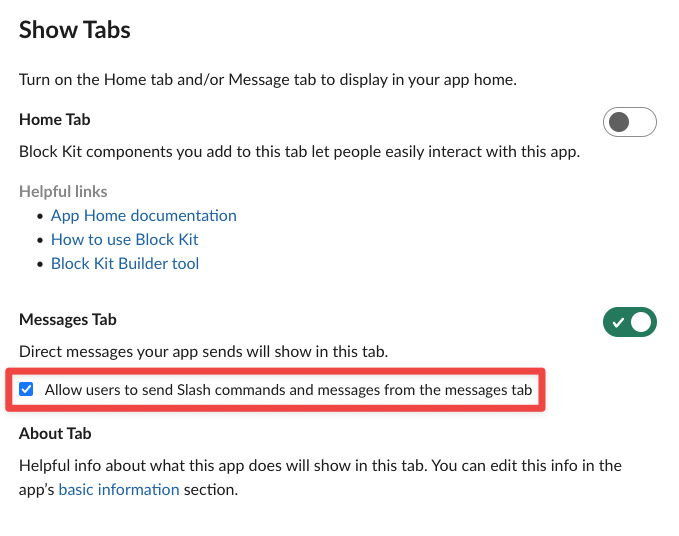 Show Tabs
Turn on the Home tab and/or Message tab to display in your app home.
Home Tab
Block Kit components you add to this tab let people easily interact with this app.
Helpful links
• App Home documentation
• How to use Block Kit
• Block Kit Builder tool
Messages Tab
Direct messages your app sends will show in this tab.
Allow users to send Slash commands and messages from the messages tab
About Tab
Helpful info about what this app does will show in this tab. You can edit this info in the
app’s basic information section.